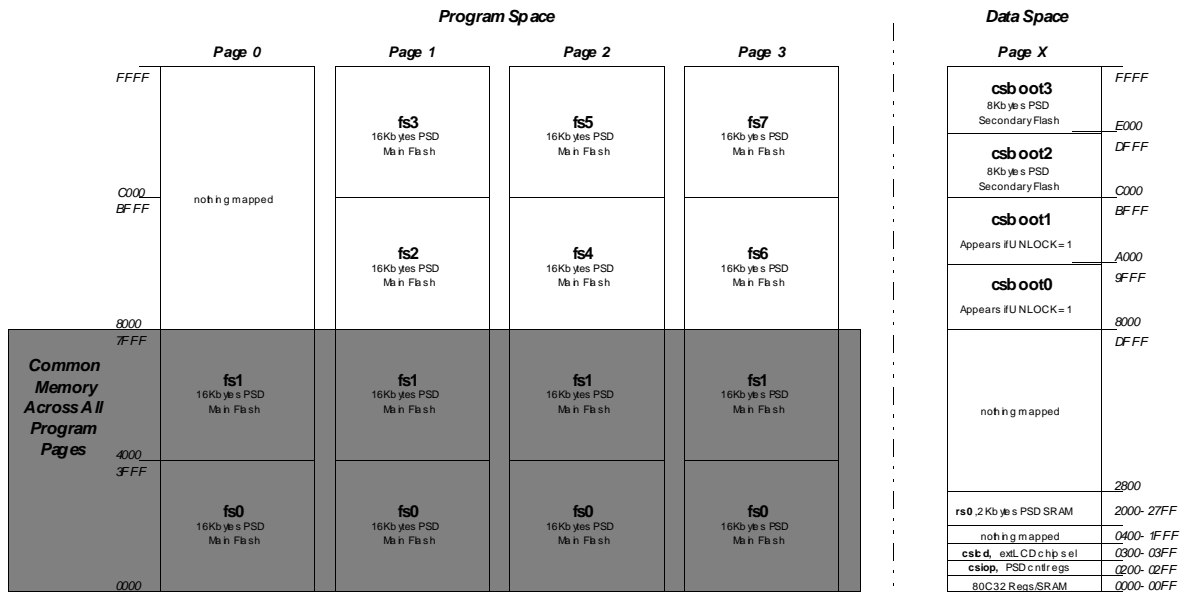 Program Space
Data Space
Page 0
Page 1
Page 2
Page 3
Page X
FFFF
C000
BFFF
8000
7FFF
4000
3FFF
0000
nothing mapped
fs1
16Kbytes PSD
Main Flash
fs0
16Kbytes PSD
Main Flash
fs3
16Kbytes PSD
Main Flash
fs2
16Kbytes PSD
Main Flash
fs1
16Kbytes PSD
Main Flash
fs0
16Kbytes PSD
Main Flash
fs5
16Kbytes PSD
Main Flash
fs4
16Kbytes PSD
Main Flash
fs1
16Kbytes PSD
Main Flash
fs0
16Kbytes PSD
Main Flash
fs7
16Kbytes PSD
Main Flash
fs6
16Kbytes PSD
Main Flash
fs1
16Kbytes PSD
Main Flash
fs0
16Kbytes PSD
Main Flash
Common
Memory
Across All
Program
Pages
csboot3
8Kbytes PSD
Secondary Flash
csboot2
8Kbytes PSD
Secondary Flash
csboot1
Appears if UNLOCK = 1
csboot0
Appears if UNLOCK = 1
nothing mapped
rs0, 2 Kbytes PSD SRAM
nothing mapped
cslcd, ext LCD chip sel
csiop, PSD cntl regs
80C32 Regs/SRAM
FFFF
E000
DFFF
C000
BFFF
A000
9FFF
8000
DFFF
2800
2000- 27FF
0400- 1FFF
0300- 03FF
0200- 02FF
0000- 00FF